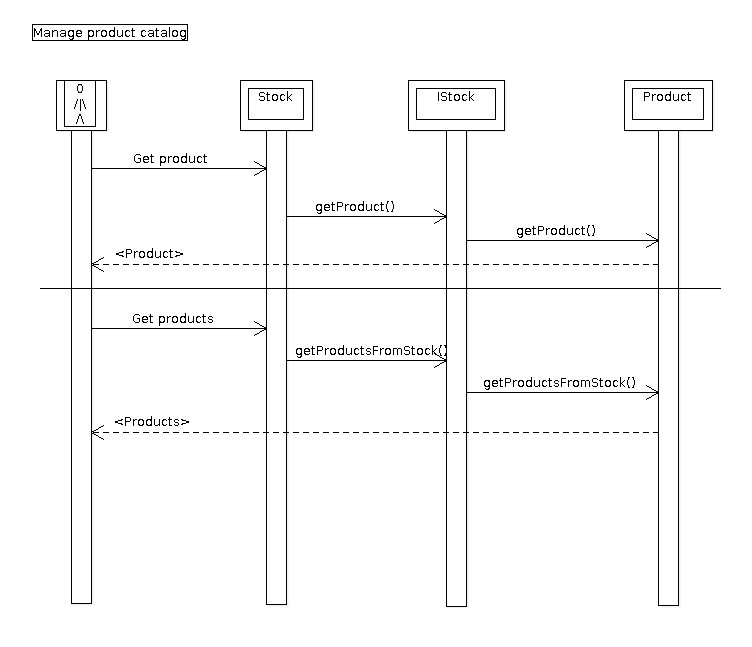 Manage product catalog
0
/|\
/\
Stock
IStock
Product
Get product
getProduct()
getProduct()
<Product>
Get products
getProductsFromStock()
getProductsFromStock()
<Products>